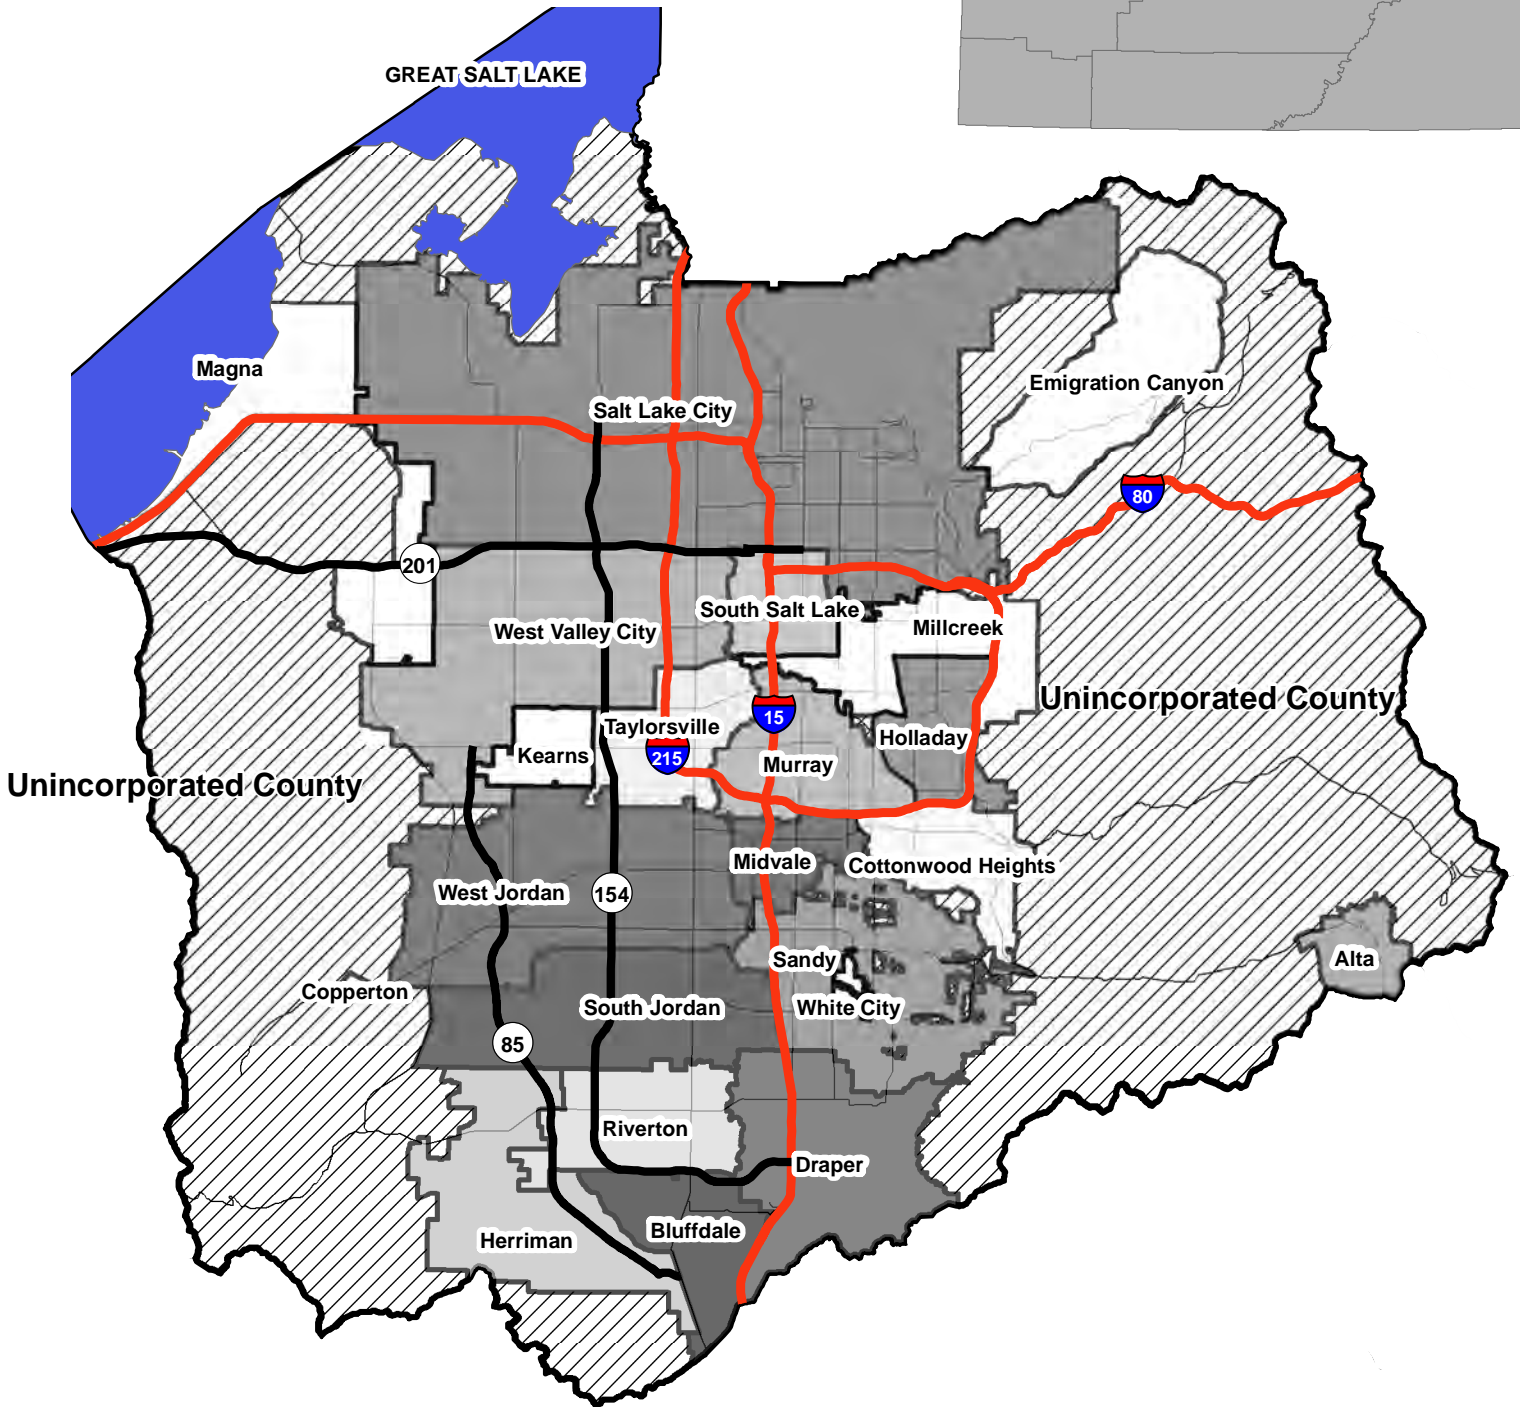 GREAT SALT LAKE
Magna
Emigration Canyon
Salt Lake City
80
201
South Salt Lake
Millcreek
West Valley City
Unincorporated County
15
Taylorsville
Holladay
Kearns
215
Murray
Unincorporated County
Midvale
Cottonwood Heights
West Jordan
154
Sandy
Alta
Copperton
South Jordan
White City
85
Riverton
Draper
Bluffdale
Herriman